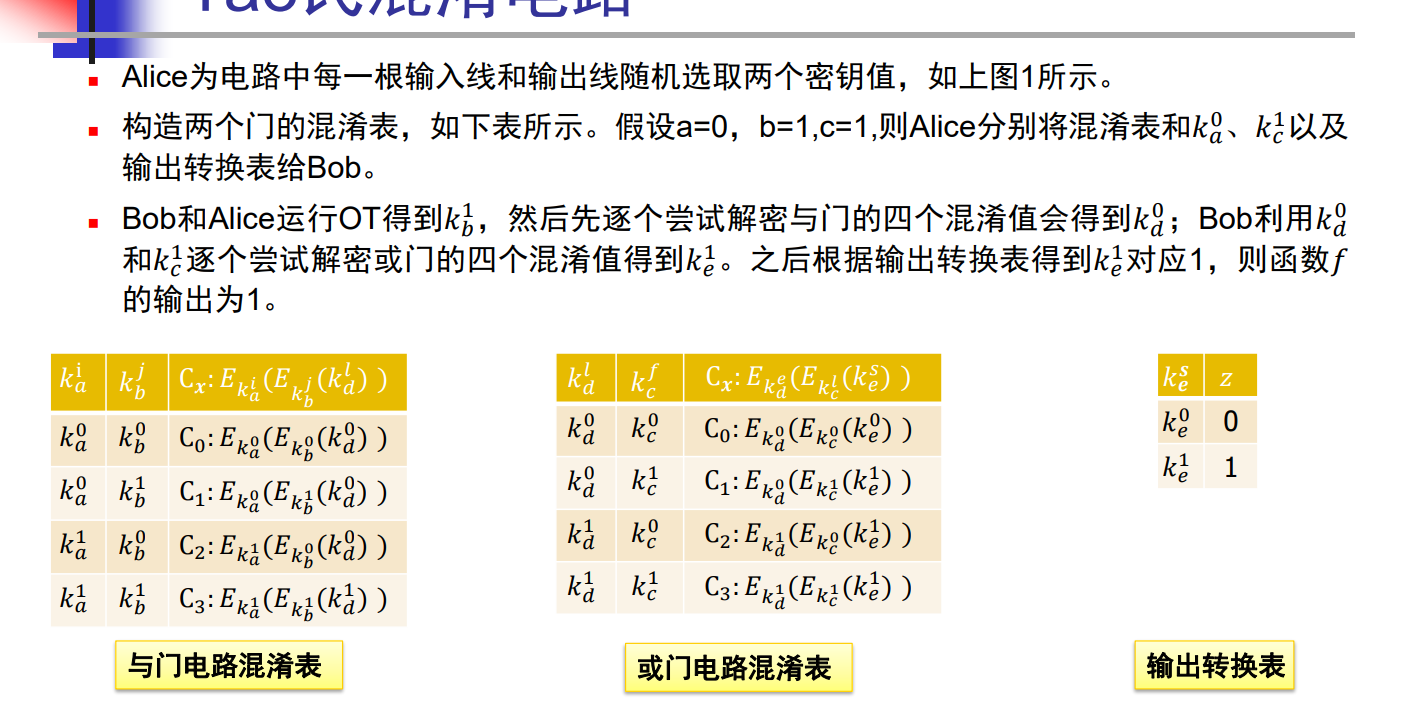 Yao氏混淆电路
Alice为电路中每一根输入线和输出线随机选取两个密钥值，如上图1所示。
构造两个门的混淆表，如下表所示。假设a=0，b=1,c=1,则Alice分别将混淆表和$k_a^0$、$k_c^1$以及
输出转换表给Bob。
Bob和Alice运行OT得到$k_b^1$，然后先逐个尝试解密与门的四个混淆值会得到$k_d^0$；Bob利用$k_d^0$
和$k_c^1$逐个尝试解密或门的四个混淆值得到$k_e^1$。之后根据输出转换表得到$k_e^1$对应1，则函数$f$
的输出为1。
$k_a^i$ $k_b^j$ $C_x: E_{k_a^i}(E_{k_b^j}(k_d^l))$
$k_a^0$ $k_b^0$ $C_0: E_{k_a^0}(E_{k_b^0}(k_d^0))$
$k_a^0$ $k_b^1$ $C_1: E_{k_a^0}(E_{k_b^1}(k_d^0))$
$k_a^1$ $k_b^0$ $C_2: E_{k_a^1}(E_{k_b^0}(k_d^0))$
$k_a^1$ $k_b^1$ $C_3: E_{k_a^1}(E_{k_b^1}(k_d^1))$
与门电路混淆表
$k_d^l$ $k_c^f$ $C_x: E_{k_d^e}(E_{k_c^l}(k_e^s))$
$k_d^0$ $k_c^0$ $C_0: E_{k_d^0}(E_{k_c^0}(k_e^0))$
$k_d^0$ $k_c^1$ $C_1: E_{k_d^0}(E_{k_c^1}(k_e^1))$
$k_d^1$ $k_c^0$ $C_2: E_{k_d^1}(E_{k_c^0}(k_e^1))$
$k_d^1$ $k_c^1$ $C_3: E_{k_d^1}(E_{k_c^1}(k_e^1))$
或门电路混淆表
$k_e^s$ $z$
$k_e^0$ 0
$k_e^1$ 1
输出转换表